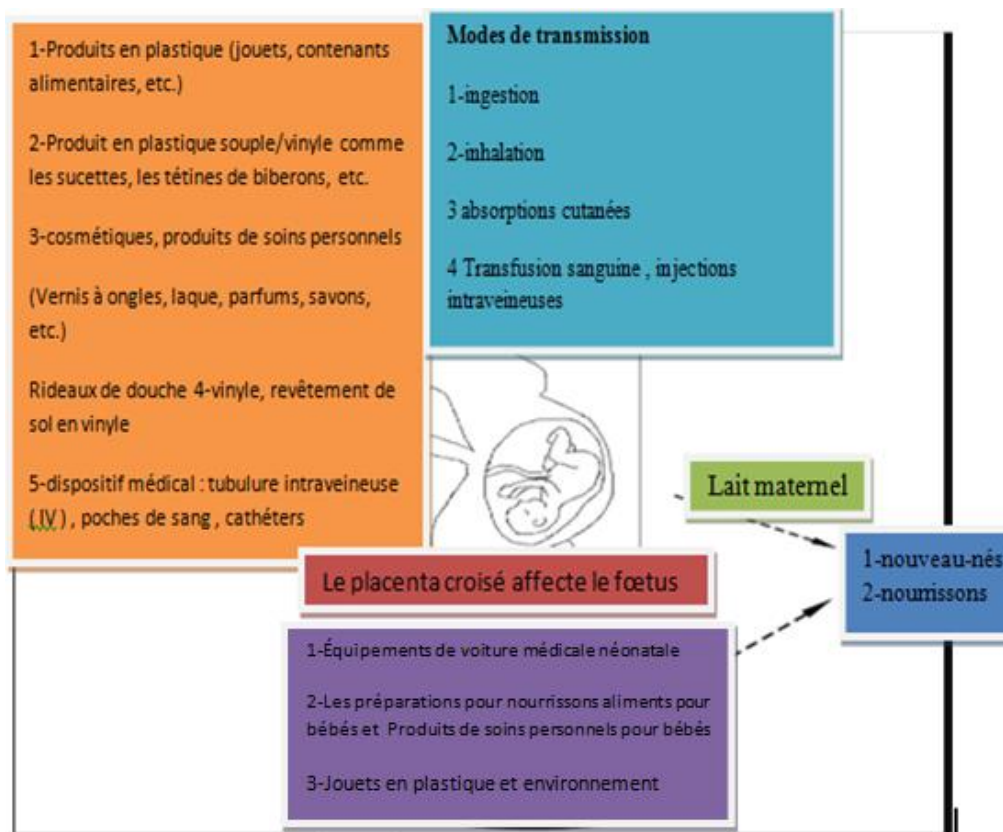 1-Produits en plastique (jouets, contenants
alimentaires, etc.)
2-Produit en plastique souple/vinyle comme
les sucettes, les tétines de biberons, etc.
3-cosmétiques, produits de soins personnels
(Vernis à ongles, laque, parfums, savons,
etc.)
Rideaux de douche 4-vinyle, revêtement de
sol en vinyle
5-dispositif médical : tubulure intraveineuse
( IV ) , poches de sang , cathéters
Modes de transmission
1-ingestion
2-inhalation
3 absorptions cutanées
4 Transfusion sanguine , injections
intraveineuses
Lait maternel
1-nouveau-nés
2-nourrissons
Le placenta croisé affecte le fœtus
1-Équipements de voiture médicale néonatale
2-Les préparations pour nourrissons aliments pour
bébés et Produits de soins personnels pour bébés
3-Jouets en plastique et environnement